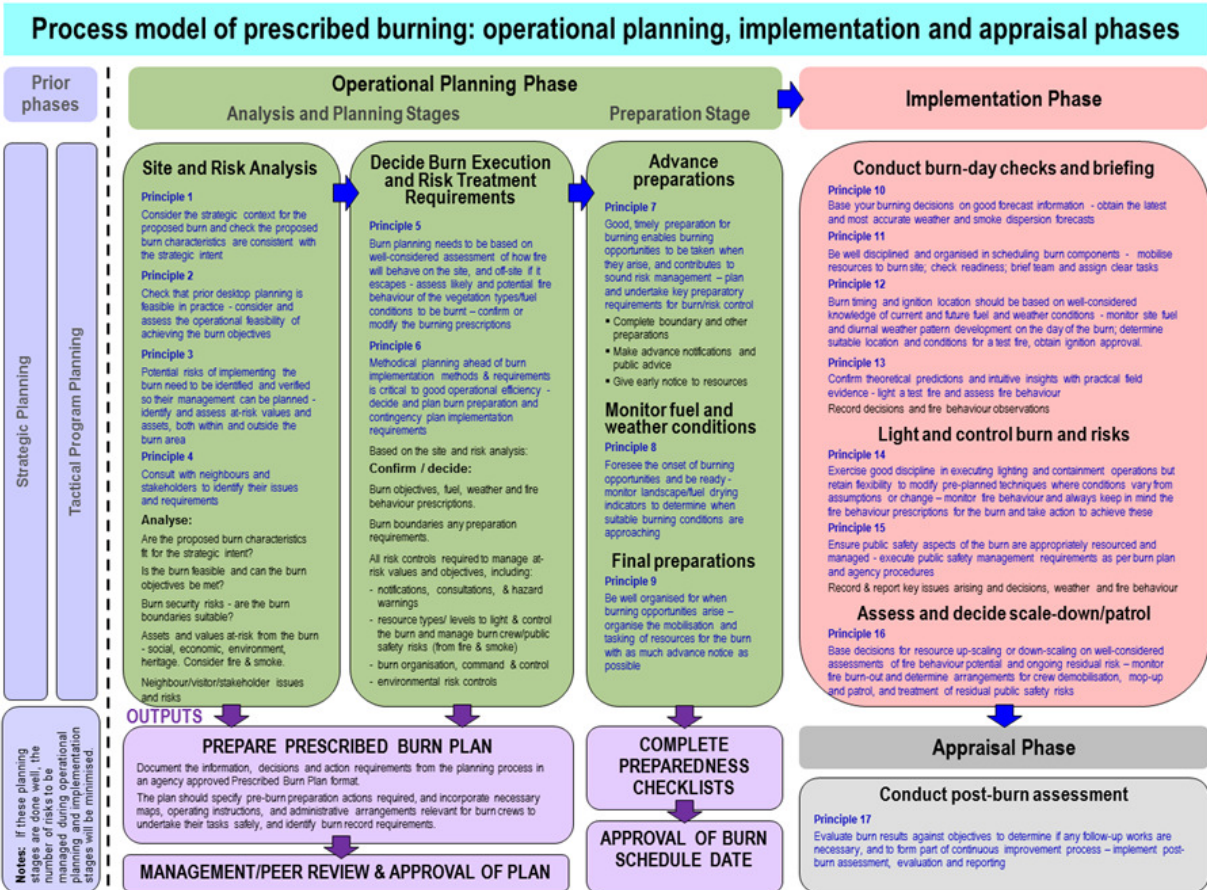 Process model of prescribed burning: operational planning, implementation and appraisal phases
Prior
phases
Strategic Planning
Tactical Program Planning
Notes: If these planning
stages are done well, the
number of risks to be
managed during operational
planning and implementation
stages will be minimised.
Operational Planning Phase
Analysis and Planning Stages
Preparation Stage
Site and Risk Analysis
Principle 1
Consider the strategic context for the
proposed burn and check the proposed
burn characteristics are consistent with
the strategic intent
Principle 2
Check that prior desktop planning is
feasible in practice - consider and
assess the operational feasibility of
achieving the burn objectives
Principle 3
Potential risks of implementing the
burn need to be identified and verified
so their management can be planned -
identify and assess at-risk values and
assets, both within and outside the
burn area
Principle 4
Consult with neighbours and
stakeholders to identify their issues
and requirements
Analyse:
Are the proposed burn characteristics
fit for the strategic intent?
Is the burn feasible and can the burn
objectives be met?
Burn security risks - are the burn
boundaries suitable?
Assets and values at-risk from the burn
- social, economic, environment,
heritage. Consider fire & smoke.
Neighbour/visitor/stakeholder issues
and risks
Decide Burn Execution
and Risk Treatment
Requirements
Principle 5
Burn planning needs to be based on
well-considered assessment of how fire
will behave on the site, and off-site if it
escapes - assess likely and potential fire
behaviour of the vegetation types/fuel
conditions to be burnt – confirm or
modify the burning prescriptions
Principle 6
Methodical planning ahead of burn
implementation methods & requirements
is critical to good operational efficiency -
decide and plan burn preparation and
contingency plan implementation
requirements
Based on the site and risk analysis:
Confirm / decide:
Burn objectives, fuel, weather and fire
behaviour prescriptions.
Burn boundaries any preparation
requirements.
All risk controls required to manage at-
risk values and objectives, including:
- notifications, consultations, & hazard
warnings
- resource types/ levels to light & control
the burn and manage burn crew/public
safety risks (from fire & smoke)
- burn organisation, command & control
- environmental risk controls
Advance
preparations
Principle 7
Good, timely preparation for
burning enables burning
opportunities to be taken when
they arise, and contributes to
sound risk management – plan
and undertake key preparatory
requirements for burn/risk control
▪ Complete boundary and other
preparations
▪ Make advance notifications and
public advice
▪ Give early notice to resources
Monitor fuel and
weather conditions
Principle 8
Foresee the onset of burning
opportunities and be ready -
monitor landscape/fuel drying
indicators to determine when
suitable burning conditions are
approaching
Final preparations
Principle 9
Be well organised for when
burning opportunities arise –
organise the mobilisation and
tasking of resources for the burn
with as much advance notice as
possible
OUTPUTS
PREPARE PRESCRIBED BURN PLAN
Document the information, decisions and action requirements from the planning process in
an agency approved Prescribed Burn Plan format.
The plan should specify pre-burn preparation actions required, and incorporate necessary
maps, operating instructions, and administrative arrangements relevant for burn crews to
undertake their tasks safely, and identify burn record requirements.
MANAGEMENT/PEER REVIEW & APPROVAL OF PLAN
COMPLETE
PREPAREDNESS
CHECKLISTS
APPROVAL OF BURN
SCHEDULE DATE
Implementation Phase
Conduct burn-day checks and briefing
Principle 10
Base your burning decisions on good forecast information - obtain the latest
and most accurate weather and smoke dispersion forecasts
Principle 11
Be well disciplined and organised in scheduling burn components - mobilise
resources to burn site; check readiness; brief team and assign clear tasks
Principle 12
Burn timing and ignition location should be based on well-considered
knowledge of current and future fuel and weather conditions - monitor site fuel
and diurnal weather pattern development on the day of the burn; determine
suitable location and conditions for a test fire, obtain ignition approval.
Principle 13
Confirm theoretical predictions and intuitive insights with practical field
evidence - light a test fire and assess fire behaviour
Record decisions and fire behaviour observations
Light and control burn and risks
Principle 14
Exercise good discipline in executing lighting and containment operations but
retain flexibility to modify pre-planned techniques where conditions vary from
assumptions or change – monitor fire behaviour and always keep in mind the
fire behaviour prescriptions for the burn and take action to achieve these
Principle 15
Ensure public safety aspects of the burn are appropriately resourced and
managed - execute public safety management requirements as per burn plan
and agency procedures
Record & report key issues arising and decisions, weather and fire behaviour
Assess and decide scale-down/patrol
Principle 16
Base decisions for resource up-scaling or down-scaling on well-considered
assessments of fire behaviour potential and ongoing residual risk – monitor
fire burn-out and determine arrangements for crew demobilisation, mop-up
and patrol, and treatment of residual public safety risks
Appraisal Phase
Conduct post-burn assessment
Principle 17
Evaluate burn results against objectives to determine if any follow-up works are
necessary, and to form part of continuous improvement process – implement post-
burn assessment, evaluation and reporting